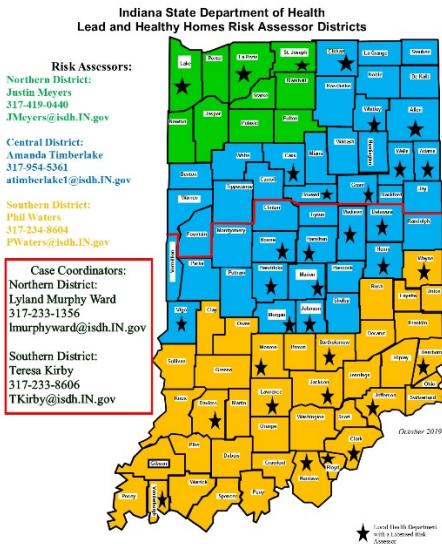 Indiana State Department of Health
Lead and Healthy Homes Risk Assessor Districts
Risk Assessors:
Northern District:
Justin Meyers
317-419-0440
JMeyers@isdh.IN.gov
Central District:
Amanda Timberlake
317-954-5361
atimberlake1@isdh.IN.gov
Southern District:
Phil Waters
317-234-8604
PWaters@isdh.IN.gov
Case Coordinators:
Northern District:
Lyland Murphy Ward
317-233-1356
lmurphyward@isdh.IN.gov
Southern District:
Teresa Kirby
317-233-8606
TKirby@isdh.IN.gov
Lake
Porter
La Porte
St. Joseph
Elkhart
La Grange
Steuben
Noble
De Kalb
Marshall
Kosciusko
Starke
Whitley
Allen
Newton
Jasper
Pulaski
Fulton
Wabash
Huntington
Wells
Adams
White
Cass
Miami
Benton
Carroll
Howard
Grant
Blackford
Jay
Warren
Tippecanoe
Clinton
Tipton
Madison
Delaware
Randolph
Fountain
Montgomery
Boone
Hamilton
Vermillion
Parke
Putnam
Hendricks
Marion
Hancock
Henry
Wayne
Rush
Fayette
Union
Shelby
Vigo
Clay
Owen
Morgan
Johnson
Decatur
Franklin
Sullivan
Greene
Monroe
Brown
Bartholomew
Ripley
Dearborn
Ohio
Jennings
Knox
Daviess
Martin
Lawrence
Jackson
Jefferson
Switzerland
Orange
Washington
Scott
Clark
Pike
Dubois
Crawford
Floyd
Harrison
Gibson
Posey
Vanderburgh
Warrick
Spencer
Perry
October 2019
Local Health Department
with a Licensed Risk
Assessor